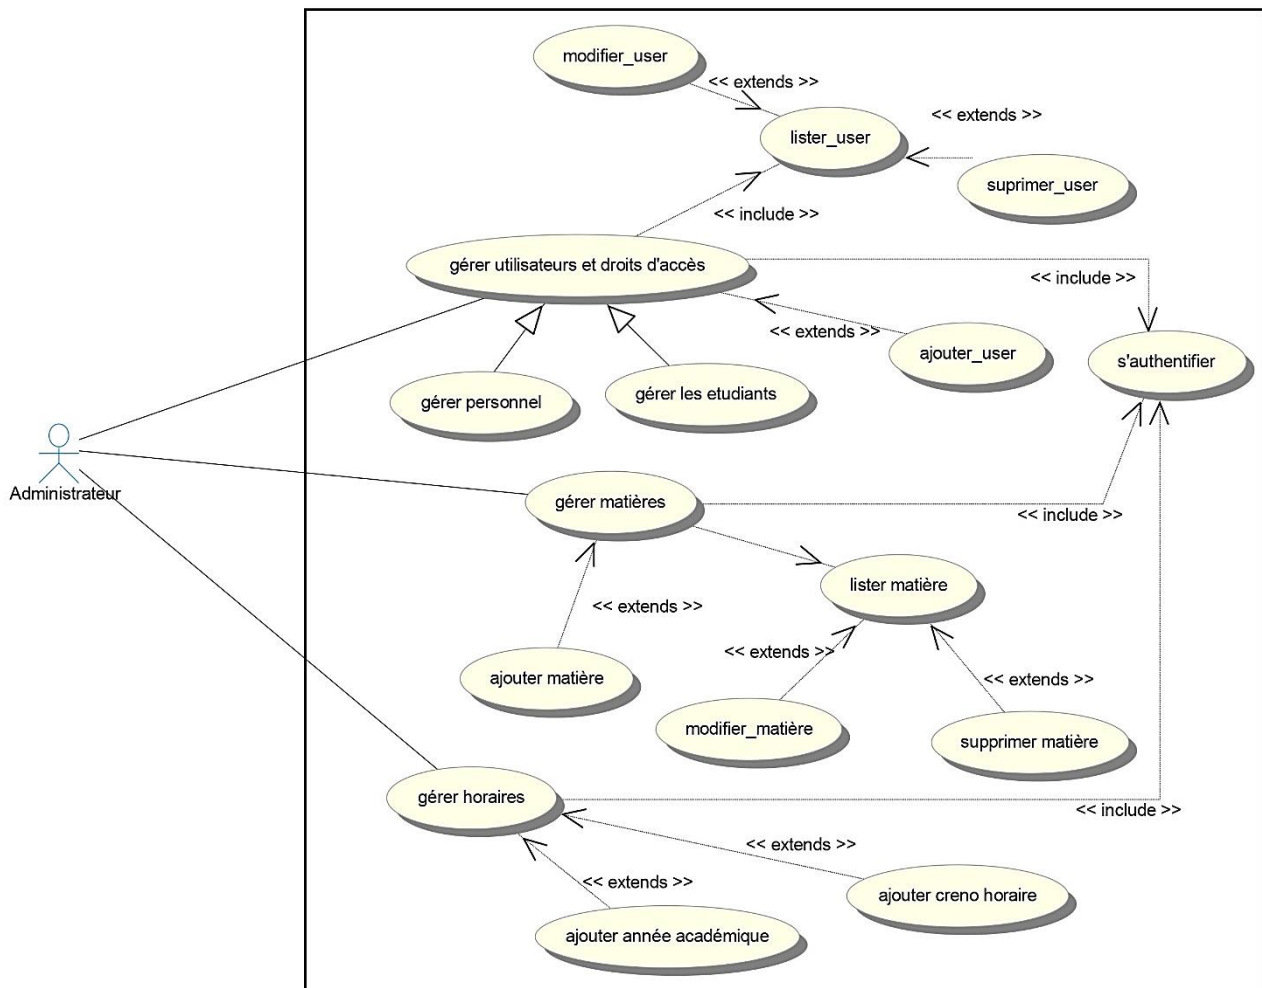 modifier_user
<< extends >>
lister_user
<< extends >>
suprimer_user
<< include >>
gérer utilisateurs et droits d'accès
<< include >>
<< extends >>
ajouter_user
s'authentifier
gérer personnel
gérer les etudiants
Administrateur
gérer matières
<< include >>
lister matière
<< extends >>
<< extends >>
<< extends >>
ajouter matière
modifier_matière
supprimer matière
gérer horaires
<< include >>
<< extends >>
<< extends >>
ajouter creno horaire
ajouter année académique